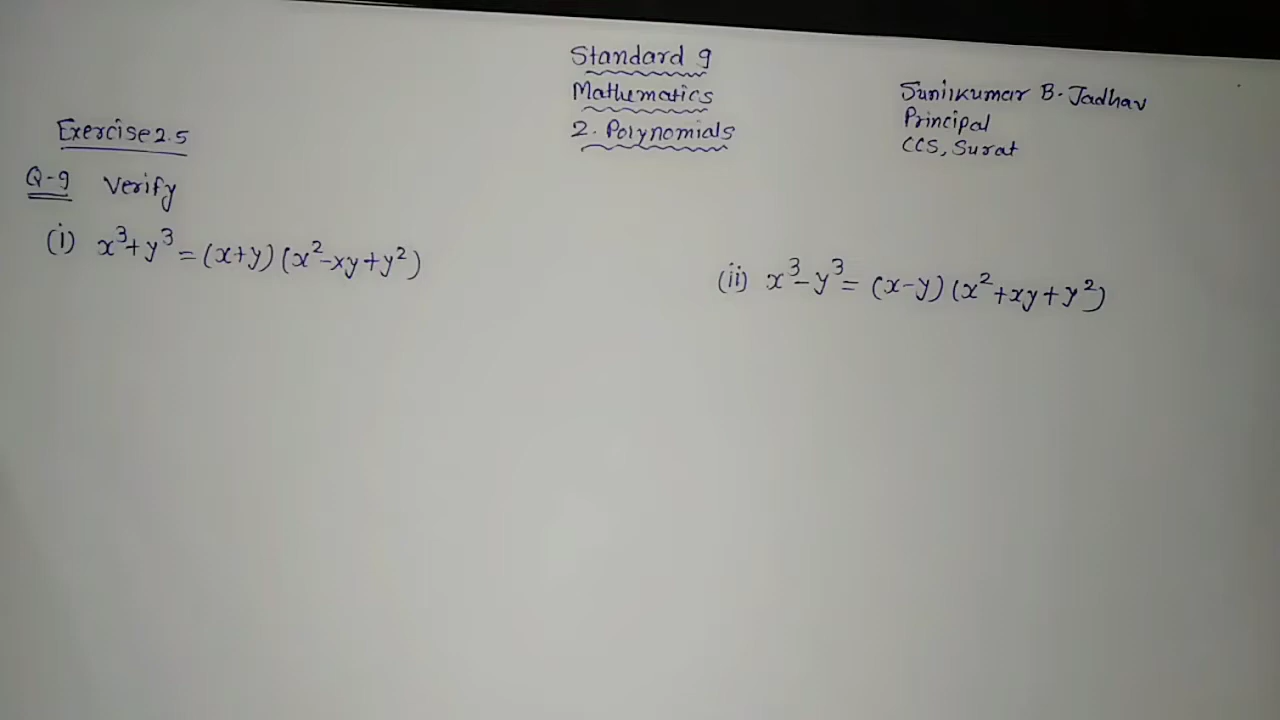 Standard 9
Mathematics
2. Polynomials
Sunilkumar B. Jadhav
Principal
CCS, Surat
Exercise 2.5
Q-9 Verify
(i) x³+y³ = (x+y) (x²-xy+y²)
(ii) x³-y³ = (x-y) (x²+xy+y²)